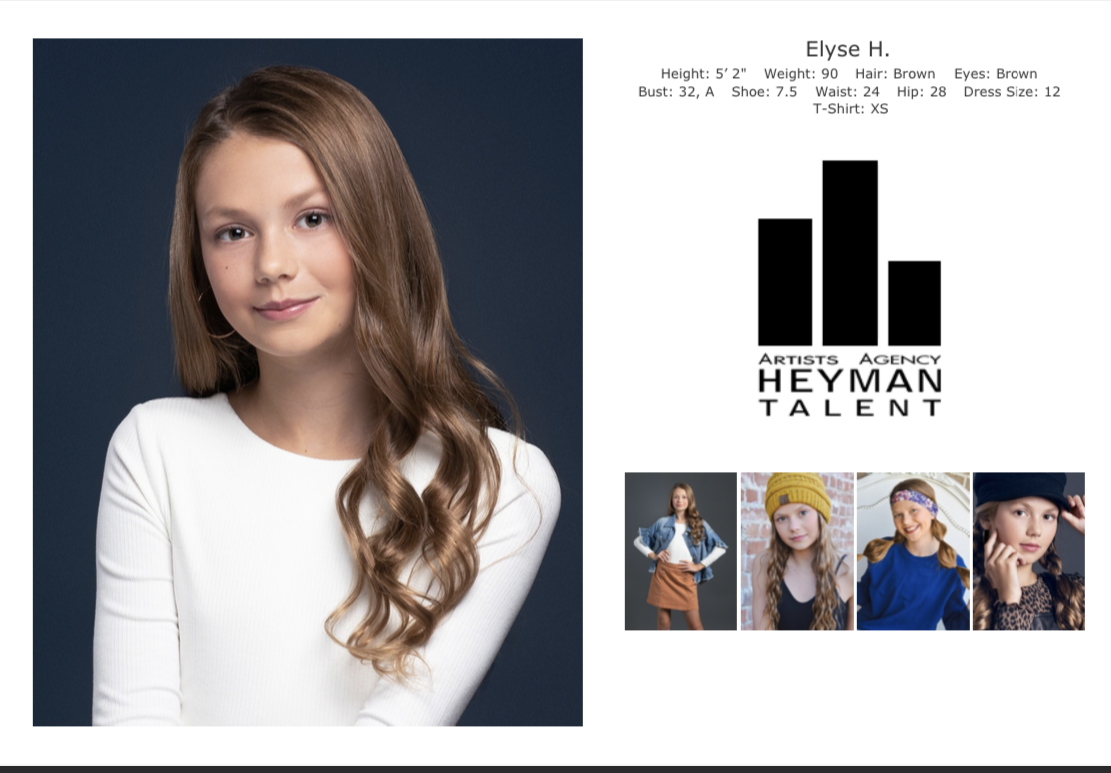 Elyse H.
Height: 5’ 2" Weight: 90 Hair: Brown Eyes: Brown
Bust: 32, A Shoe: 7.5 Waist: 24 Hip: 28 Dress Size: 12
T-Shirt: XS
ARTISTS AGENCY
HEYMAN
TALENT